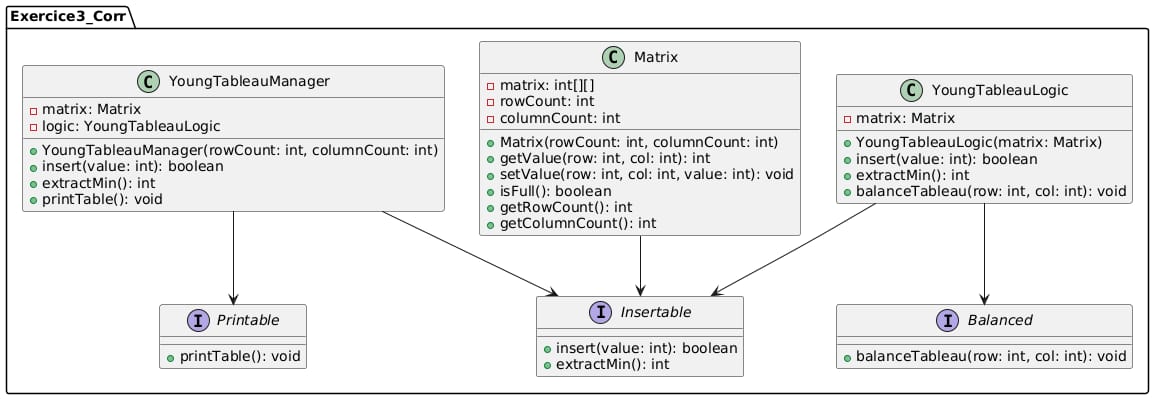 Exercice3_Corr
C YoungTableauManager
matrix: Matrix
logic: YoungTableauLogic
YoungTableauManager(rowCount: int, columnCount: int)
insert(value: int): boolean
extractMin(): int
printTable(): void
C Matrix
matrix: int[][]
rowCount: int
columnCount: int
Matrix(rowCount: int, columnCount: int)
getValue(row: int, col: int): int
setValue(row: int, col: int, value: int): void
isFull(): boolean
getRowCount(): int
getColumnCount(): int
C YoungTableauLogic
matrix: Matrix
YoungTableauLogic(matrix: Matrix)
insert(value: int): boolean
extractMin(): int
balanceTableau(row: int, col: int): void
I Printable
printTable(): void
I Insertable
insert(value: int): boolean
extractMin(): int
I Balanced
balanceTableau(row: int, col: int): void